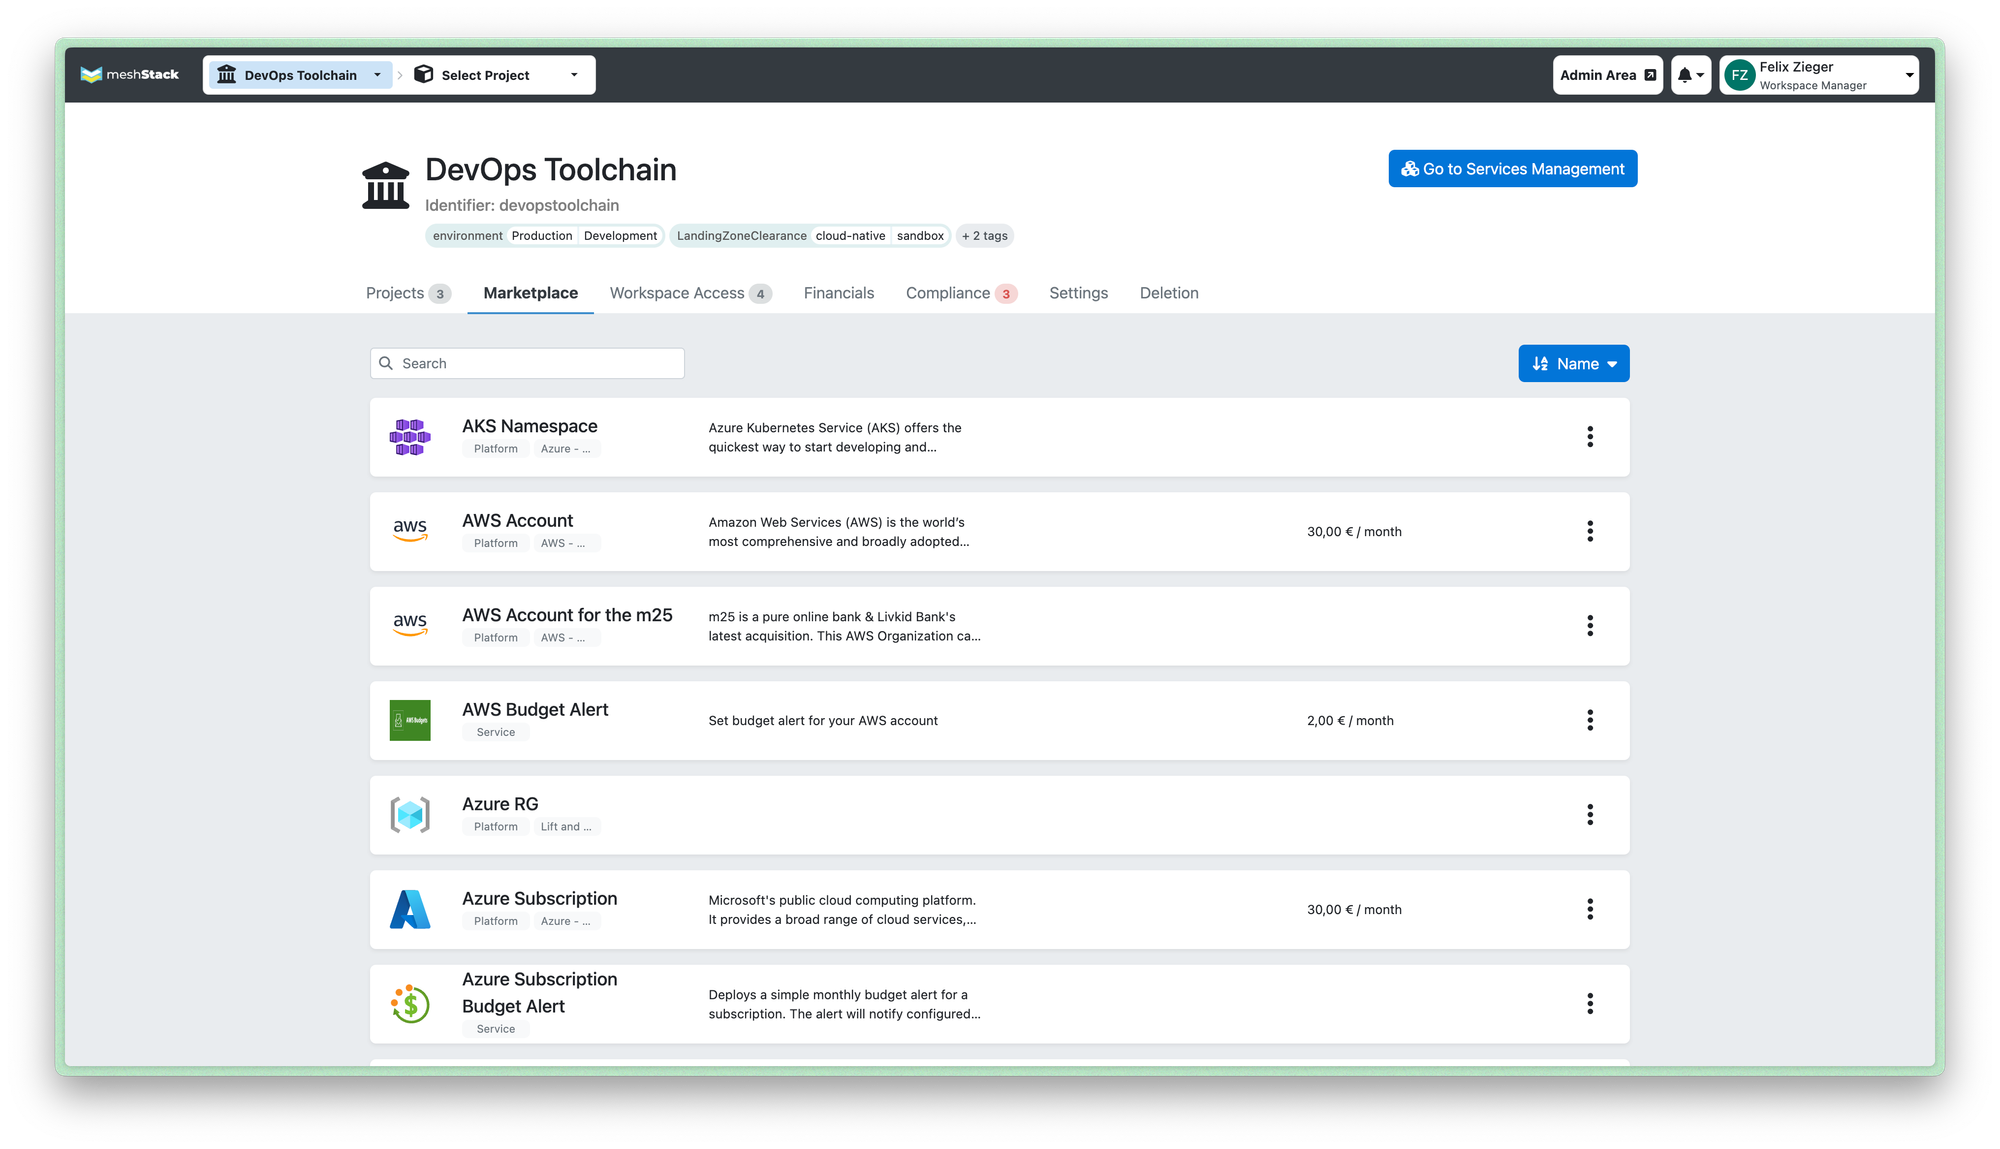 meshStack
DevOps Toolchain
Select Project
Admin Area
FZ
Felix Zieger
Workspace Manager
DevOps Toolchain
Go to Services Management
Identifier: devopstoolchain
environment Production Development LandingZoneClearance cloud-native sandbox + 2 tags
Projects 3 Marketplace Workspace Access 4 Financials Compliance 3 Settings Deletion
Search
Name
AKS Namespace
Platform Azure - ...
Azure Kubernetes Service (AKS) offers the
quickest way to start developing and...
aws
AWS Account
Platform AWS - ...
Amazon Web Services (AWS) is the world’s
most comprehensive and broadly adopted...
30,00 € / month
aws
AWS Account for the m25
Platform AWS - ...
m25 is a pure online bank & Livkid Bank's
latest acquisition. This AWS Organization ca...
AWS Budgets
AWS Budget Alert
Service
Set budget alert for your AWS account
2,00 € / month
Azure RG
Platform Lift and ...
Azure Subscription
Platform Azure - ...
Microsoft's public cloud computing platform.
It provides a broad range of cloud services,...
30,00 € / month
Azure Subscription
Budget Alert
Service
Deploys a simple monthly budget alert for a
subscription. The alert will notify configured...